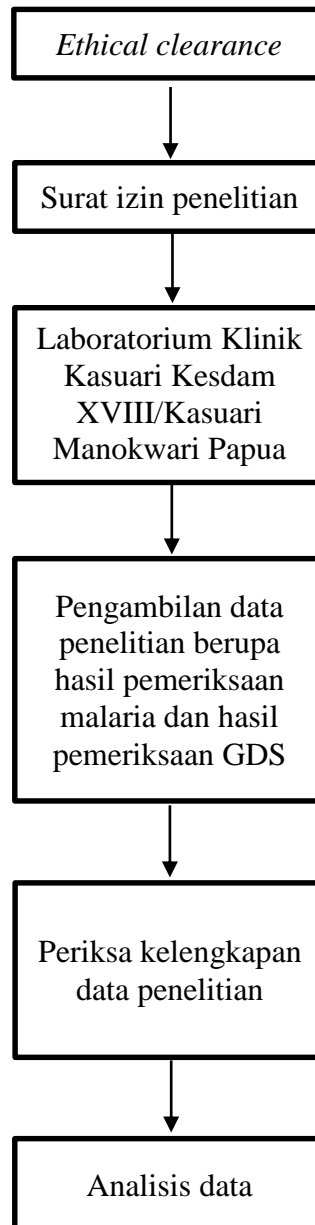 Ethical clearance
Surat izin penelitian
Laboratorium Klinik
Kasuari Kesdam
XVIII/Kasuari
Manokwari Papua
Pengambilan data
penelitian berupa
hasil pemeriksaan
malaria dan hasil
pemeriksaan GDS
Periksa kelengkapan
data penelitian
Analisis data